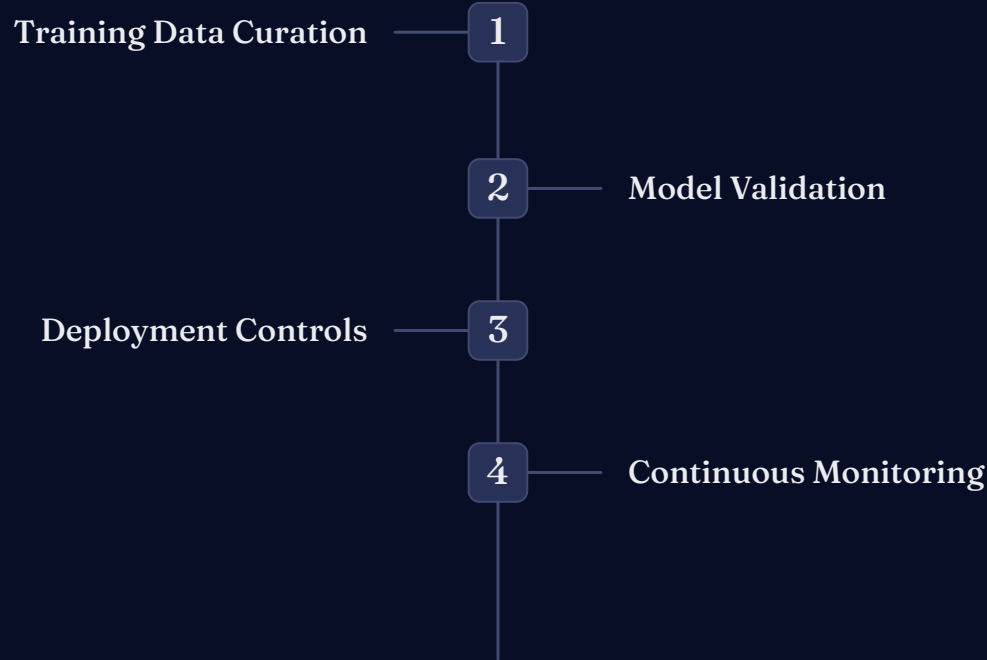 Training Data Curation 1
2 Model Validation
Deployment Controls 3
4 Continuous Monitoring